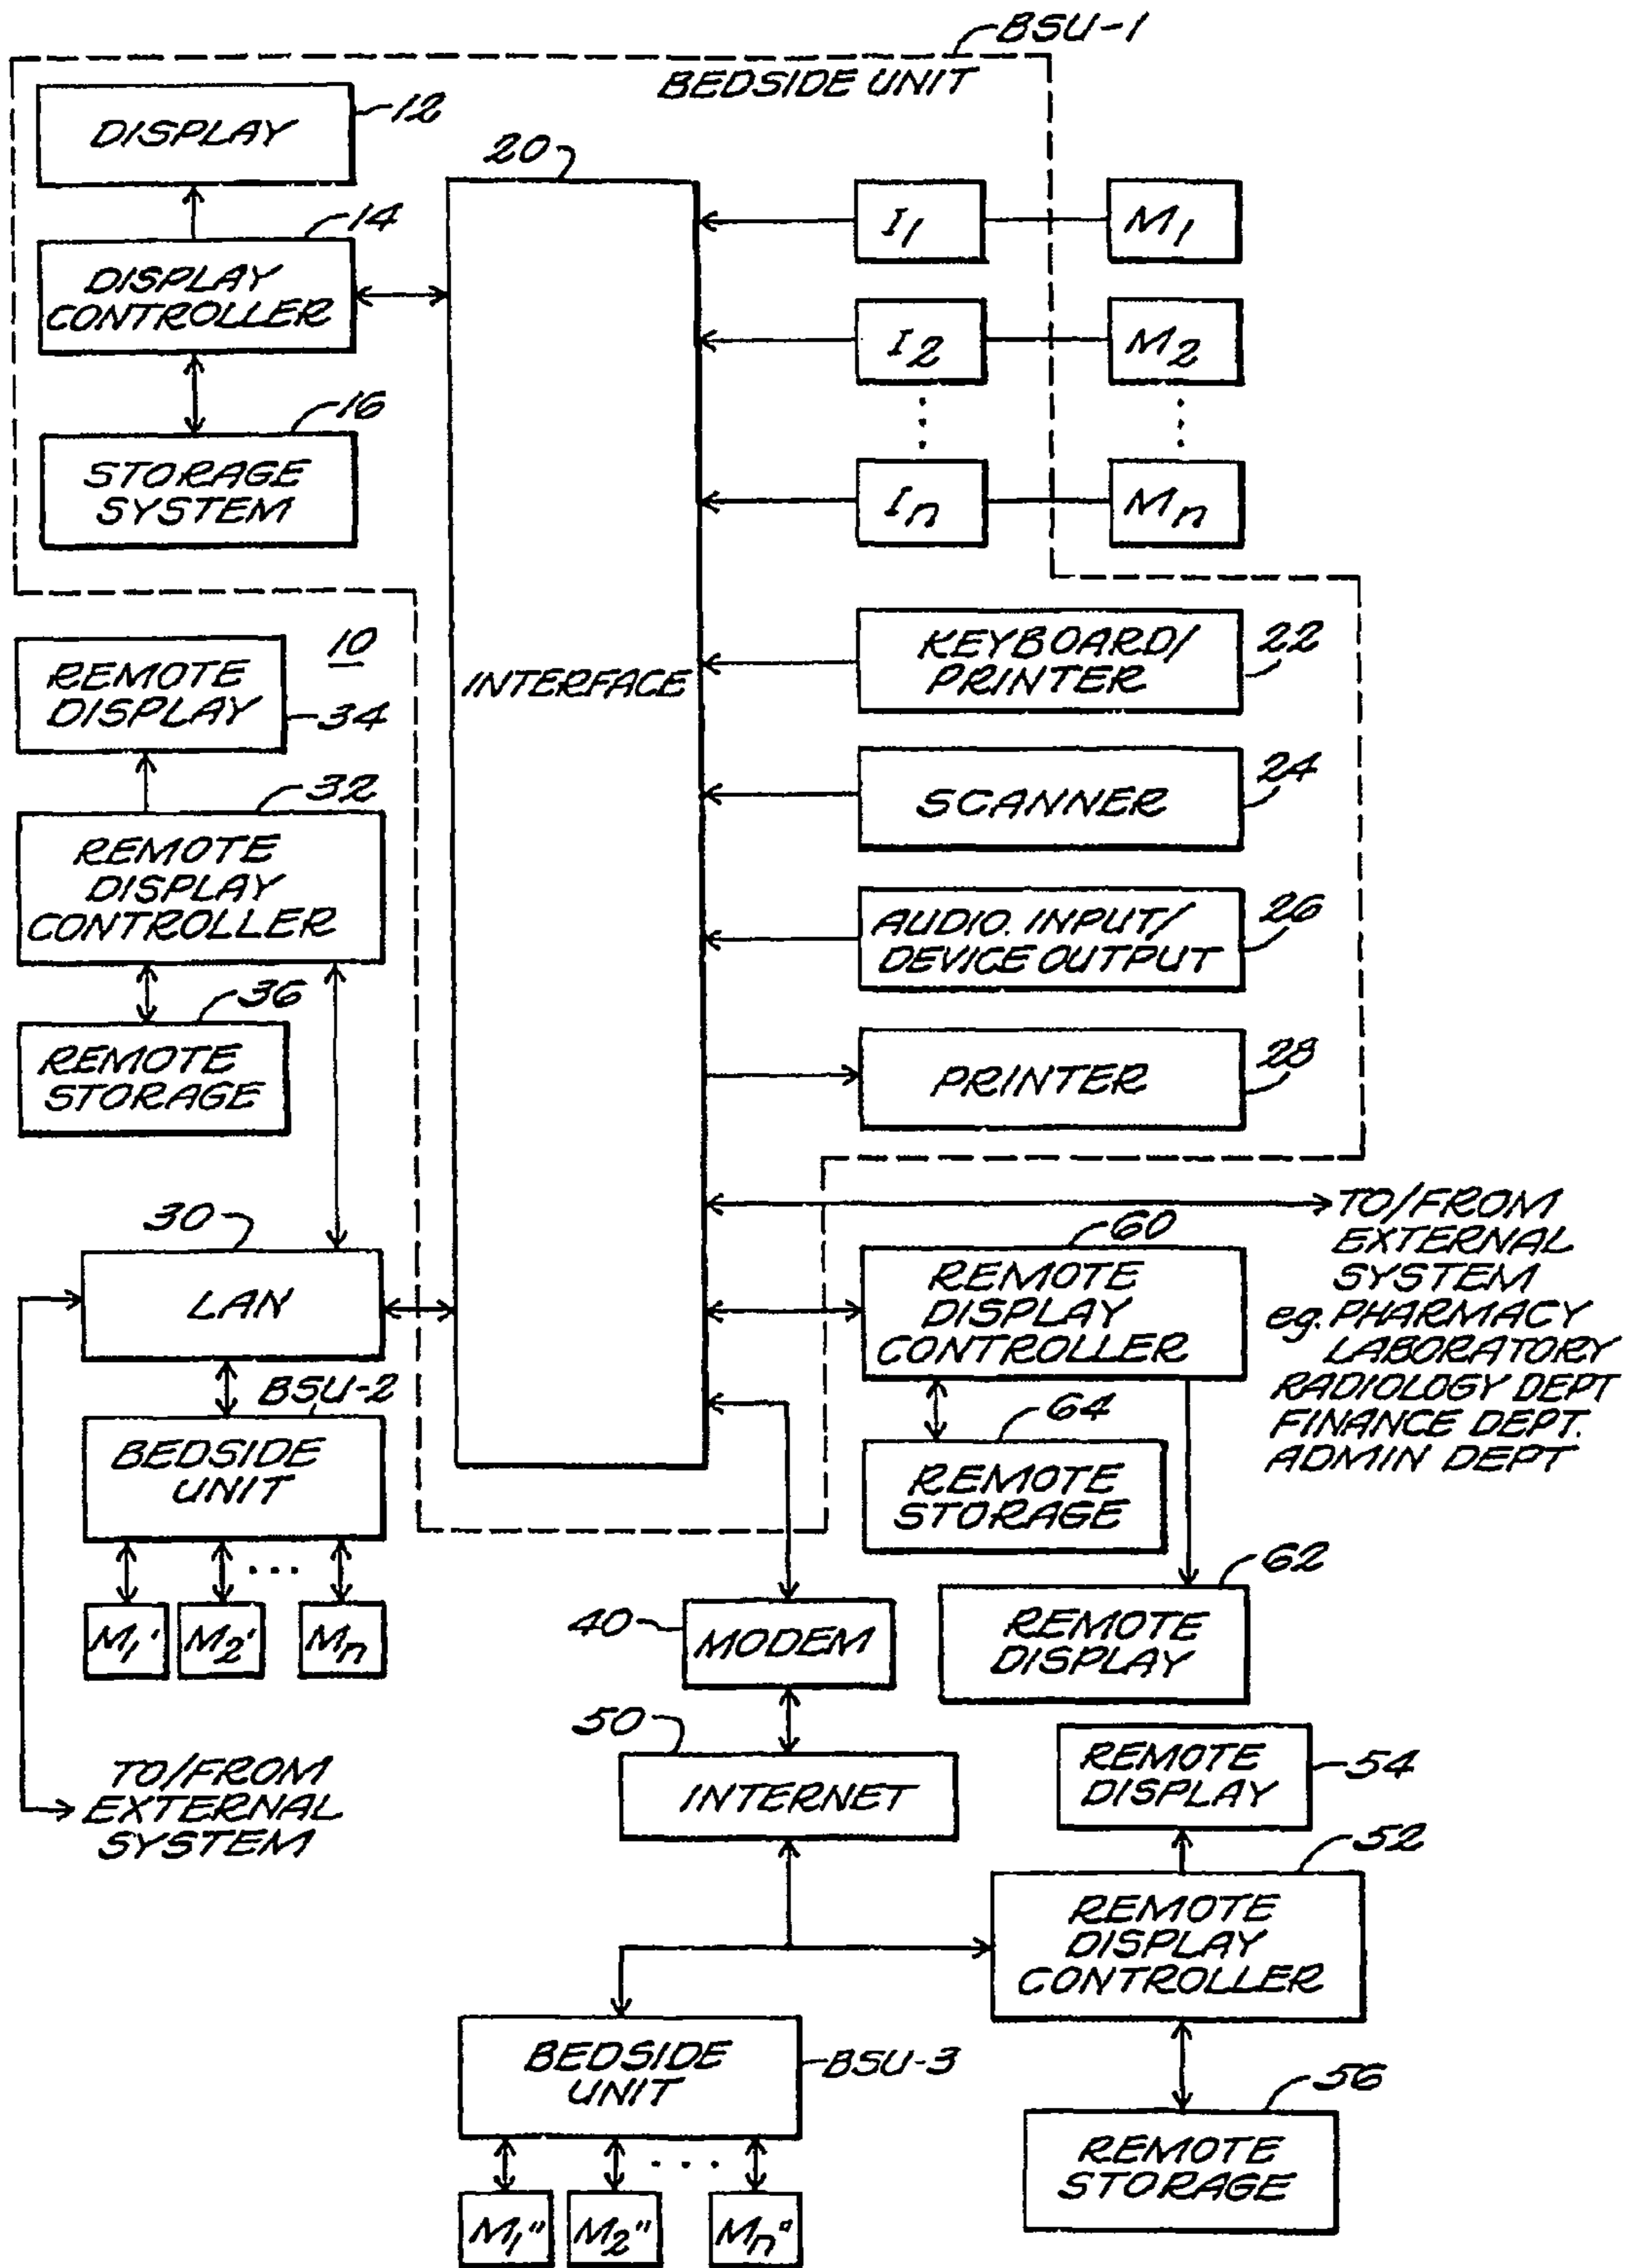 BSU-1
BEDSIDE UNIT
DISPLAY
12
20
14
DISPLAY
CONTROLLER
16
STORAGE
SYSTEM
I1
M1
I2
M2
In
Mn
INTERFACE
10
REMOTE
DISPLAY
34
32
REMOTE
DISPLAY
CONTROLLER
36
REMOTE
STORAGE
KEYBOARD/
PRINTER
22
SCANNER
24
AUDIO. INPUT/
DEVICE OUTPUT
26
PRINTER
28
30
LAN
BSU-2
BEDSIDE
UNIT
M1'
M2'
Mn
TO/FROM
EXTERNAL
SYSTEM
TO/FROM
EXTERNAL
SYSTEM
eg. PHARMACY
LABORATORY
RADIOLOGY DEPT
FINANCE DEPT.
ADMIN DEPT
60
REMOTE
DISPLAY
CONTROLLER
64
REMOTE
STORAGE
62
REMOTE
DISPLAY
40
MODEM
50
INTERNET
REMOTE
DISPLAY
54
52
REMOTE
DISPLAY
CONTROLLER
56
REMOTE
STORAGE
BEDSIDE
UNIT
BSU-3
M1"
M2"
Mn"